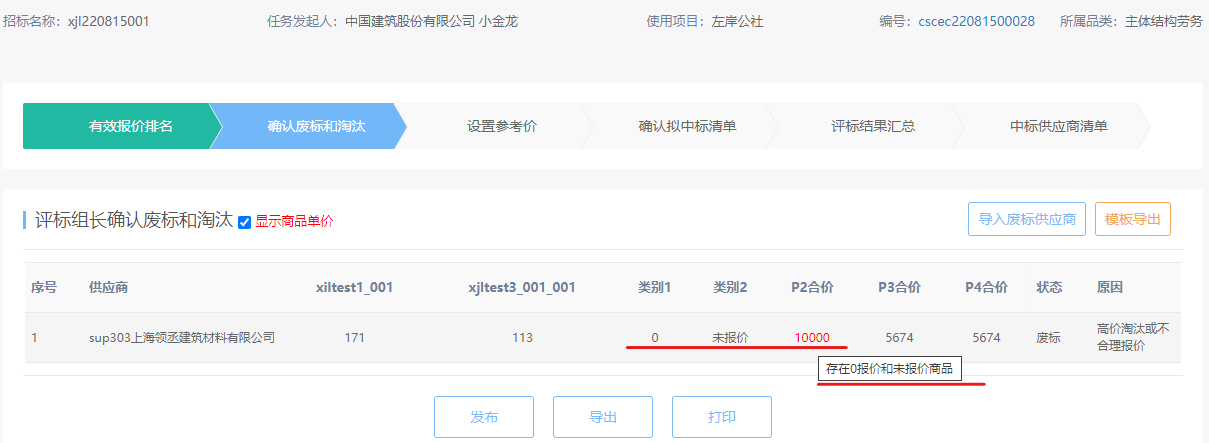 招标名称：xjl220815001 任务发起人：中国建筑股份有限公司 小金龙 使用项目：左岸公社 编号：cscec22081500028 所属品类：主体结构劳务
有效报价排名 确认废标和淘汰 设置参考价 确认拟中标清单 评标结果汇总 中标供应商清单
评标组长确认废标和淘汰 显示商品单价 导入废标供应商 模板导出
序号 供应商 xiltest1_001 xjltest3_001_001 类别1 类别2 P2合价 P3合价 P4合价 状态 原因
1 sup303上海领丞建筑材料有限公司 171 113 0 未报价 10000 5674 5674 废标 高价淘汰或不
合理报价
存在0报价和未报价商品
发布 导出 打印